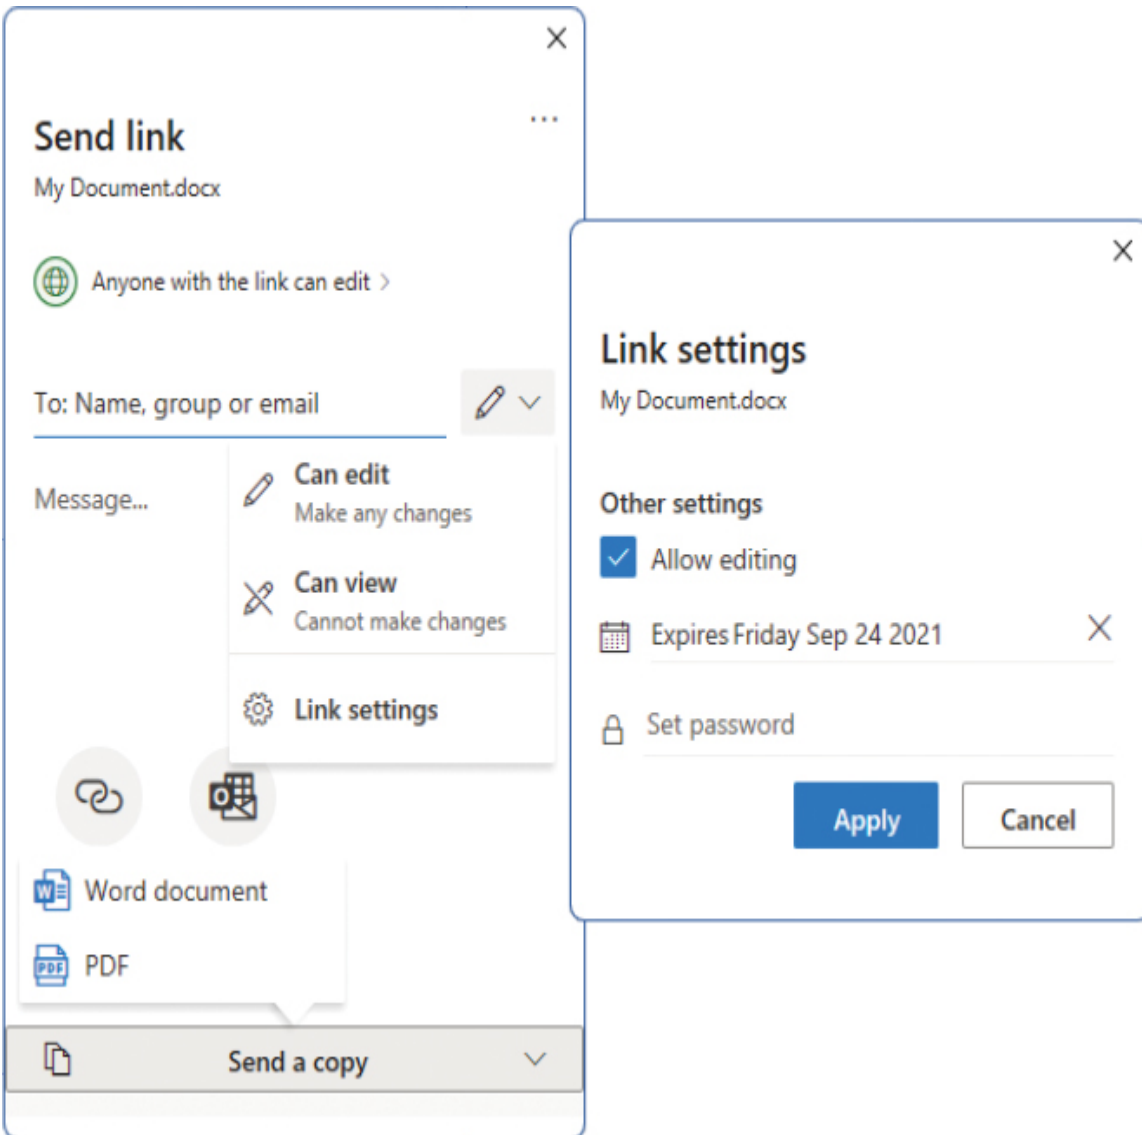 Send link
My Document.docx
Anyone with the link can edit >
To: Name, group or email
Message...
Can edit
Make any changes
Can view
Cannot make changes
Link settings
Word document
PDF
Send a copy
Link settings
My Document.docx
Other settings
Allow editing
Expires Friday Sep 24 2021
Set password
Apply
Cancel